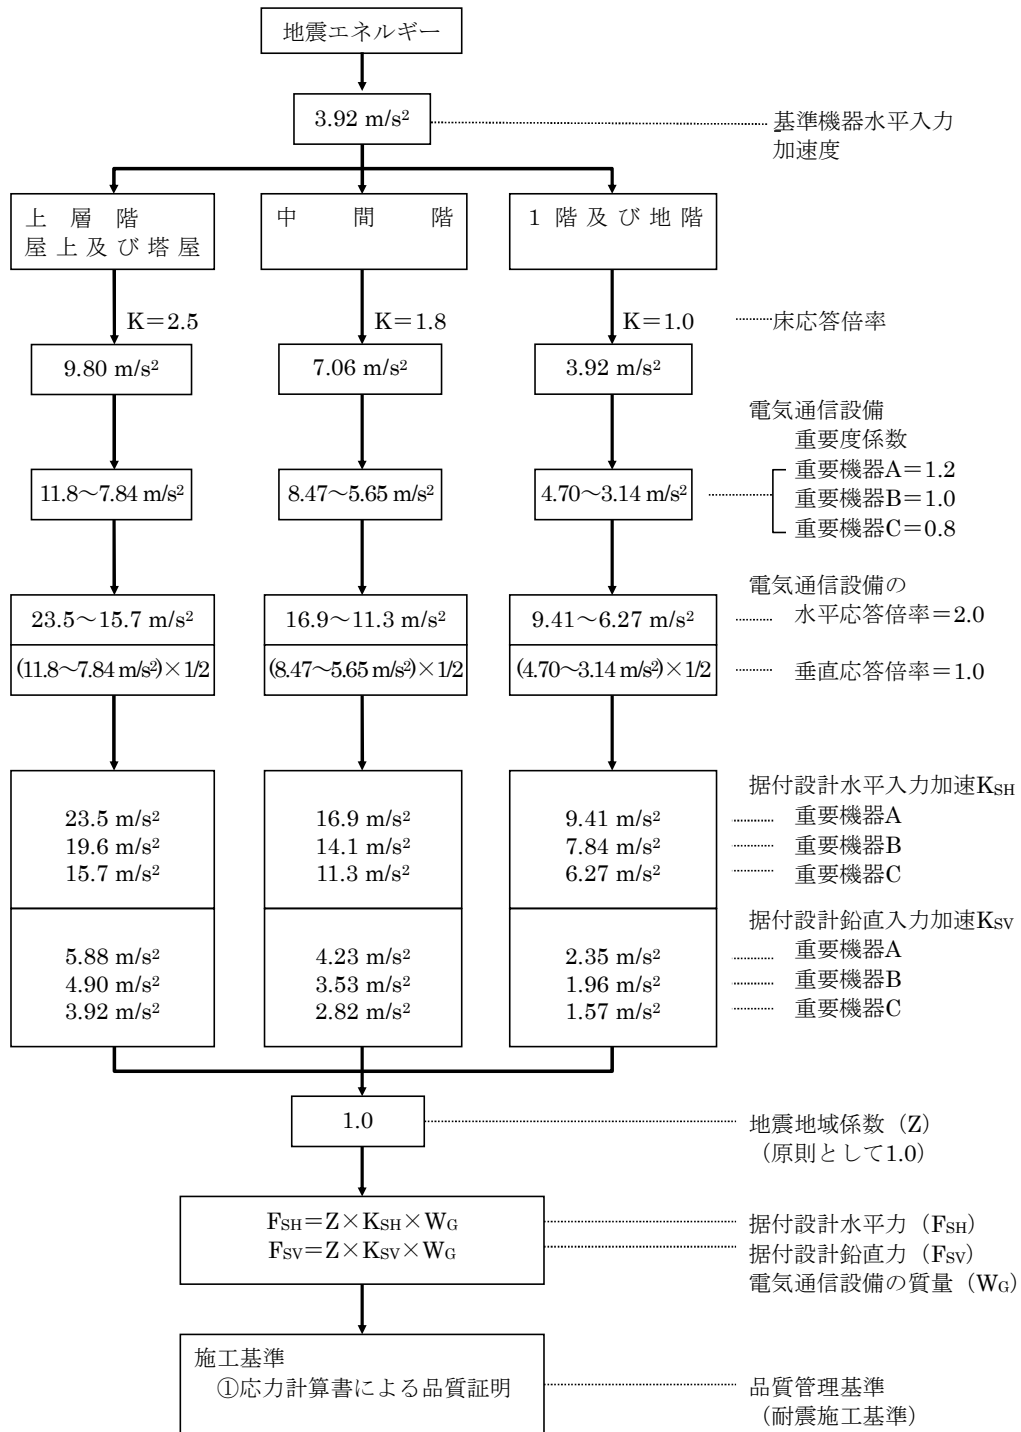 地震エネルギー
3.92 m/s²
基準機器水平入力
加速度
上層階
屋上及び塔屋
中間階
1階及び地階
K＝2.5
K＝1.8
K＝1.0
床応答倍率
9.80 m/s²
7.06 m/s²
3.92 m/s²
電気通信設備
重要度係数
重要機器A＝1.2
重要機器B＝1.0
重要機器C＝0.8
11.8～7.84 m/s²
8.47～5.65 m/s²
4.70～3.14 m/s²
電気通信設備の
水平応答倍率＝2.0
23.5～15.7 m/s²
16.9～11.3 m/s²
9.41～6.27 m/s²
(11.8～7.84 m/s²)×1/2
(8.47～5.65 m/s²)×1/2
(4.70～3.14 m/s²)×1/2
垂直応答倍率＝1.0
据付設計水平入力加速KSH
23.5 m/s²
16.9 m/s²
9.41 m/s²
重要機器A
19.6 m/s²
14.1 m/s²
7.84 m/s²
重要機器B
15.7 m/s²
11.3 m/s²
6.27 m/s²
重要機器C
据付設計鉛直入力加速KSV
5.88 m/s²
4.23 m/s²
2.35 m/s²
重要機器A
4.90 m/s²
3.53 m/s²
1.96 m/s²
重要機器B
3.92 m/s²
2.82 m/s²
1.57 m/s²
重要機器C
1.0
地震地域係数（Z）
（原則として1.0）
FSH＝Z×KSH×WG
FSV＝Z×KSV×WG
据付設計水平力（FSH）
据付設計鉛直力（FSV）
電気通信設備の質量（WG）
施工基準
①応力計算書による品質証明
品質管理基準
（耐震施工基準）